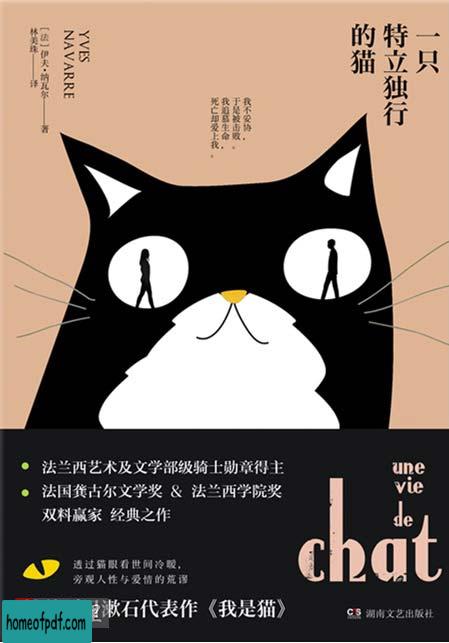 一只
特立独行
的猫
YVES
NAVARRE
[法] 伊夫·纳瓦尔——著
林美珠——译
我不妥协，
于是被击败。
我追慕生命，
死亡却爱上我。
法兰西艺术及文学部级骑士勋章得主
法国龚古尔文学奖 & 法兰西学院奖
双料赢家 经典之作
une
vie
de
chat
透过猫眼看世间冷暖，
旁观人性与爱情的荒谬
漱石代表作《我是猫》
湖南文艺出版社
homeofpdf.com